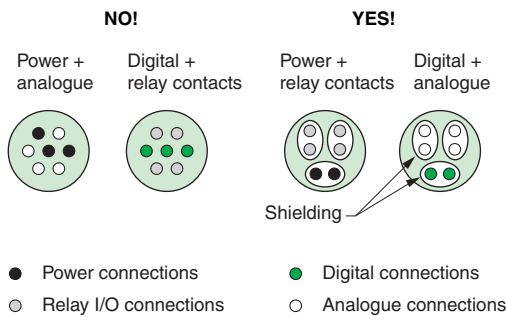 NO!
YES!
Power +
analogue
Digital +
relay contacts
Power +
relay contacts
Digital +
analogue
Shielding
Power connections
Digital connections
Relay I/O connections
Analogue connections